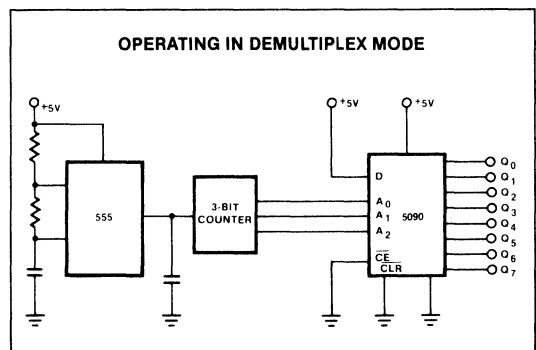 OPERATING IN DEMULTIPLEX MODE
+5V
+5V
+5V
555
3-BIT
COUNTER
D
A0
A1
A2
CE
CLR
5090
Q0
Q1
Q2
Q3
Q4
Q5
Q6
Q7